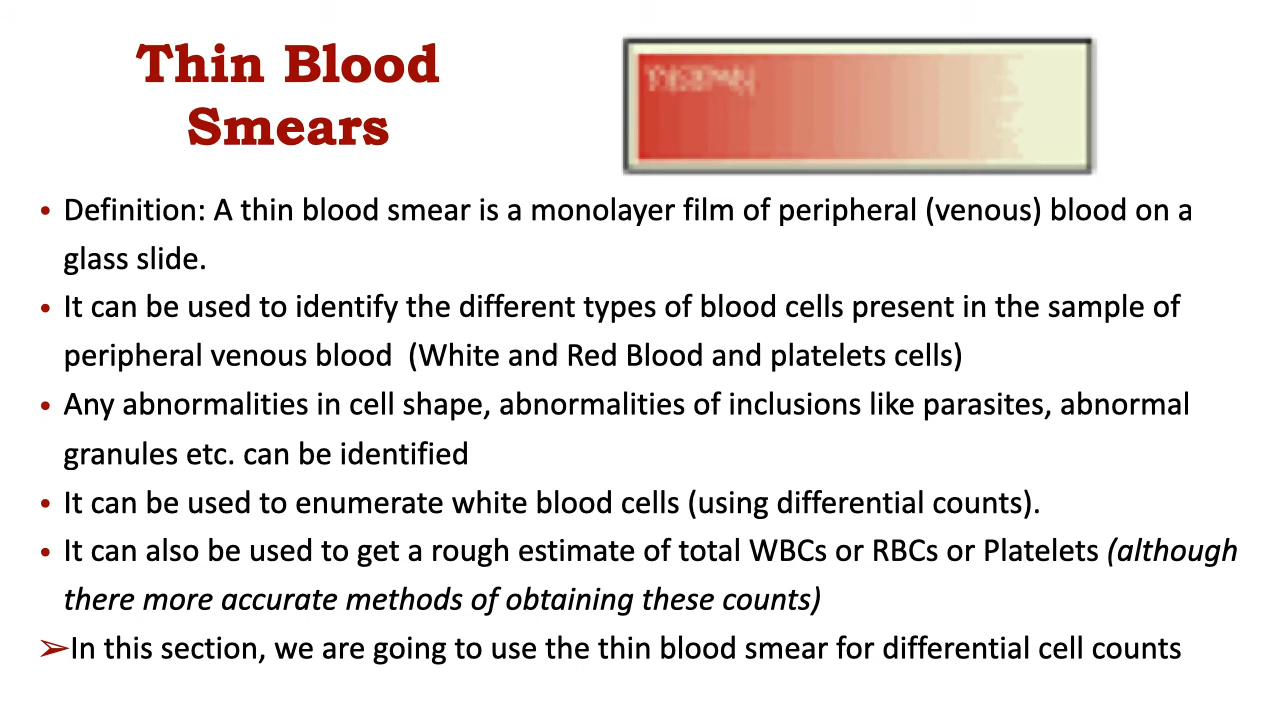 Thin Blood
Smears
• Definition: A thin blood smear is a monolayer film of peripheral (venous) blood on a
glass slide.
• It can be used to identify the different types of blood cells present in the sample of
peripheral venous blood  (White and Red Blood and platelets cells)
• Any abnormalities in cell shape, abnormalities of inclusions like parasites, abnormal
granules etc. can be identified
• It can be used to enumerate white blood cells (using differential counts).
• It can also be used to get a rough estimate of total WBCs or RBCs or Platelets (although
there more accurate methods of obtaining these counts)
➢In this section, we are going to use the thin blood smear for differential cell counts